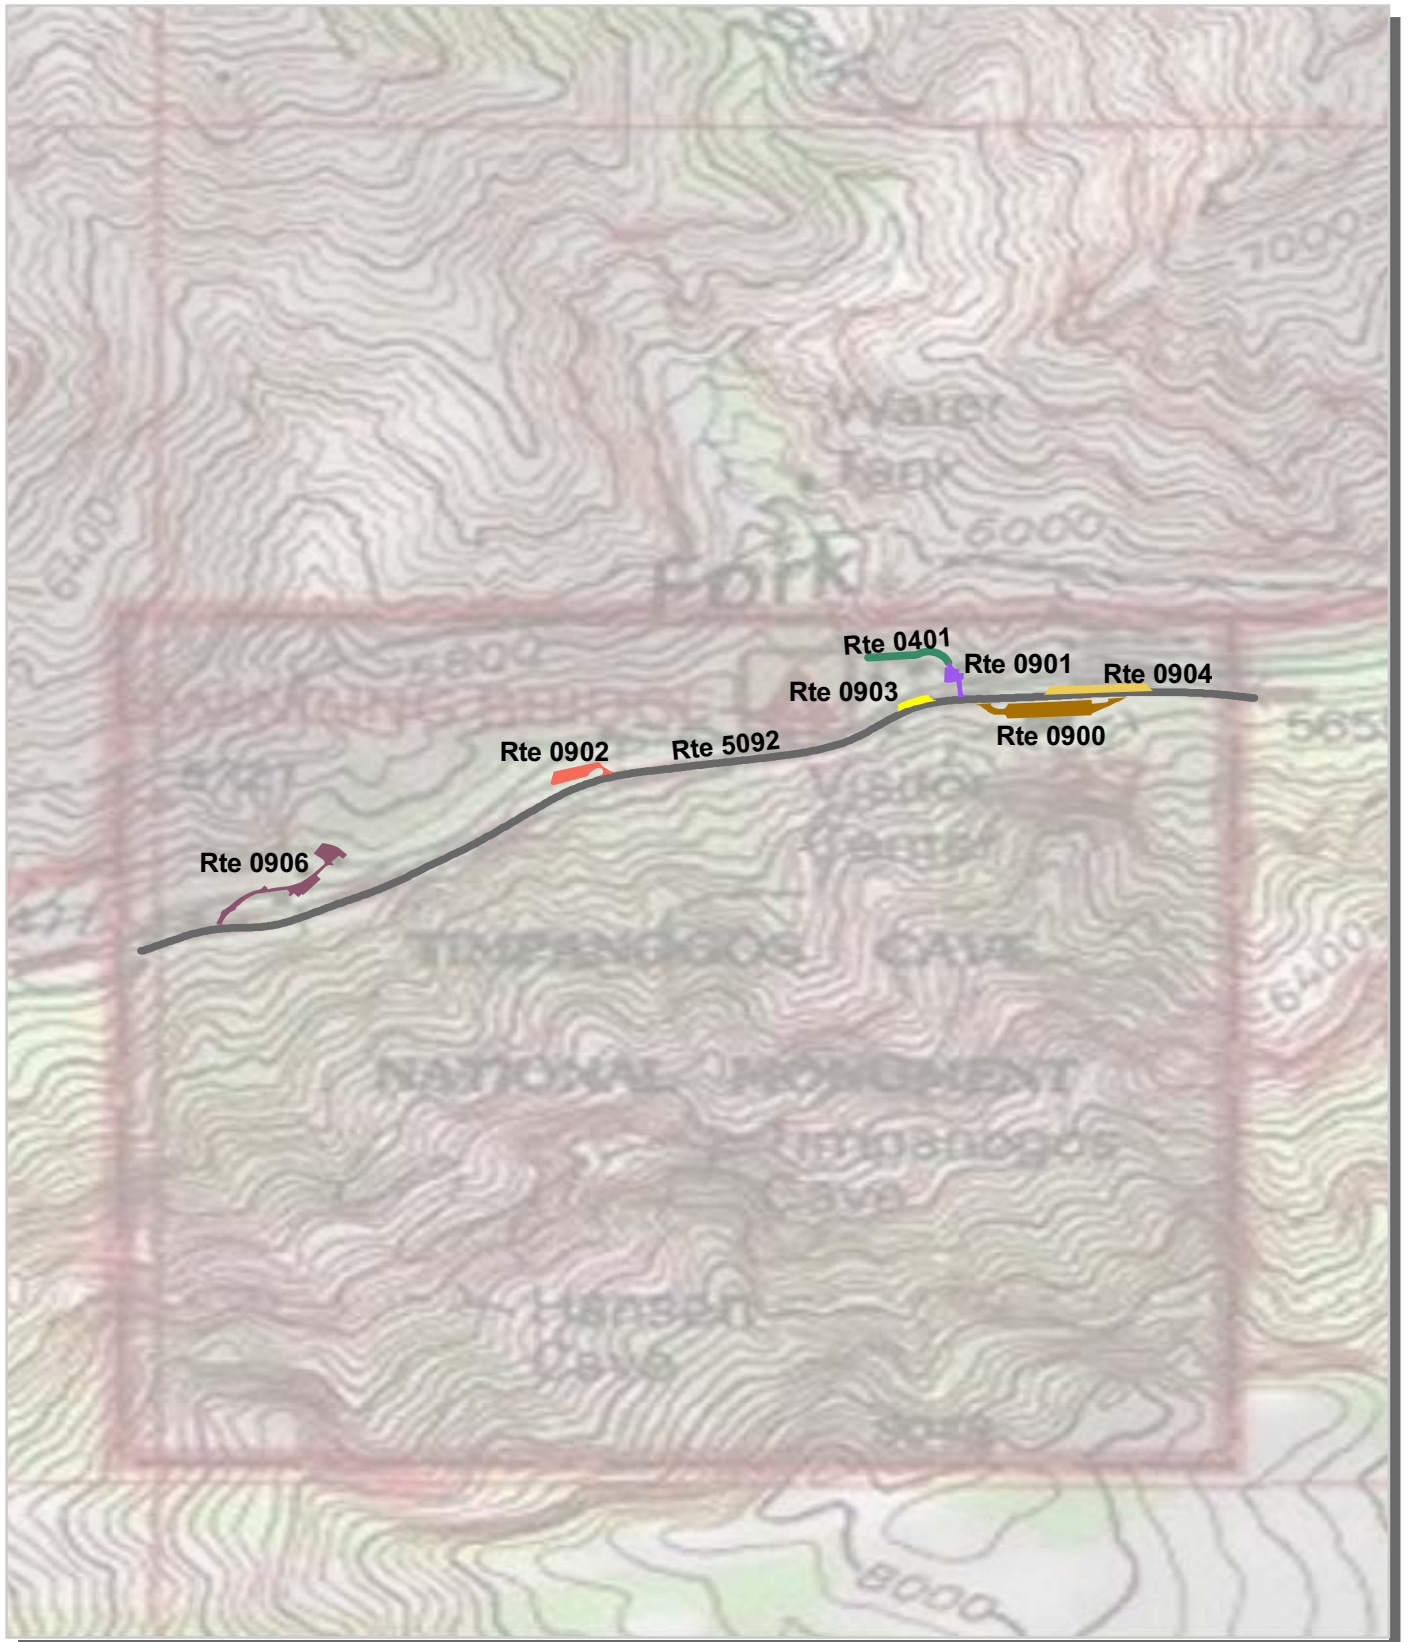 7000
Water
Tank
6400
6000
Fork
Rte 0401
Rte 0901
Rte 0904
Rte 0903
Rte 0900
Rte 5092
Rte 0902
Visitor
Center
Rte 0906
TIMPANOGOS CAVE
6400
NATIONAL MONUMENT
Timpanogos
Cave
Hansen
Cave
8000